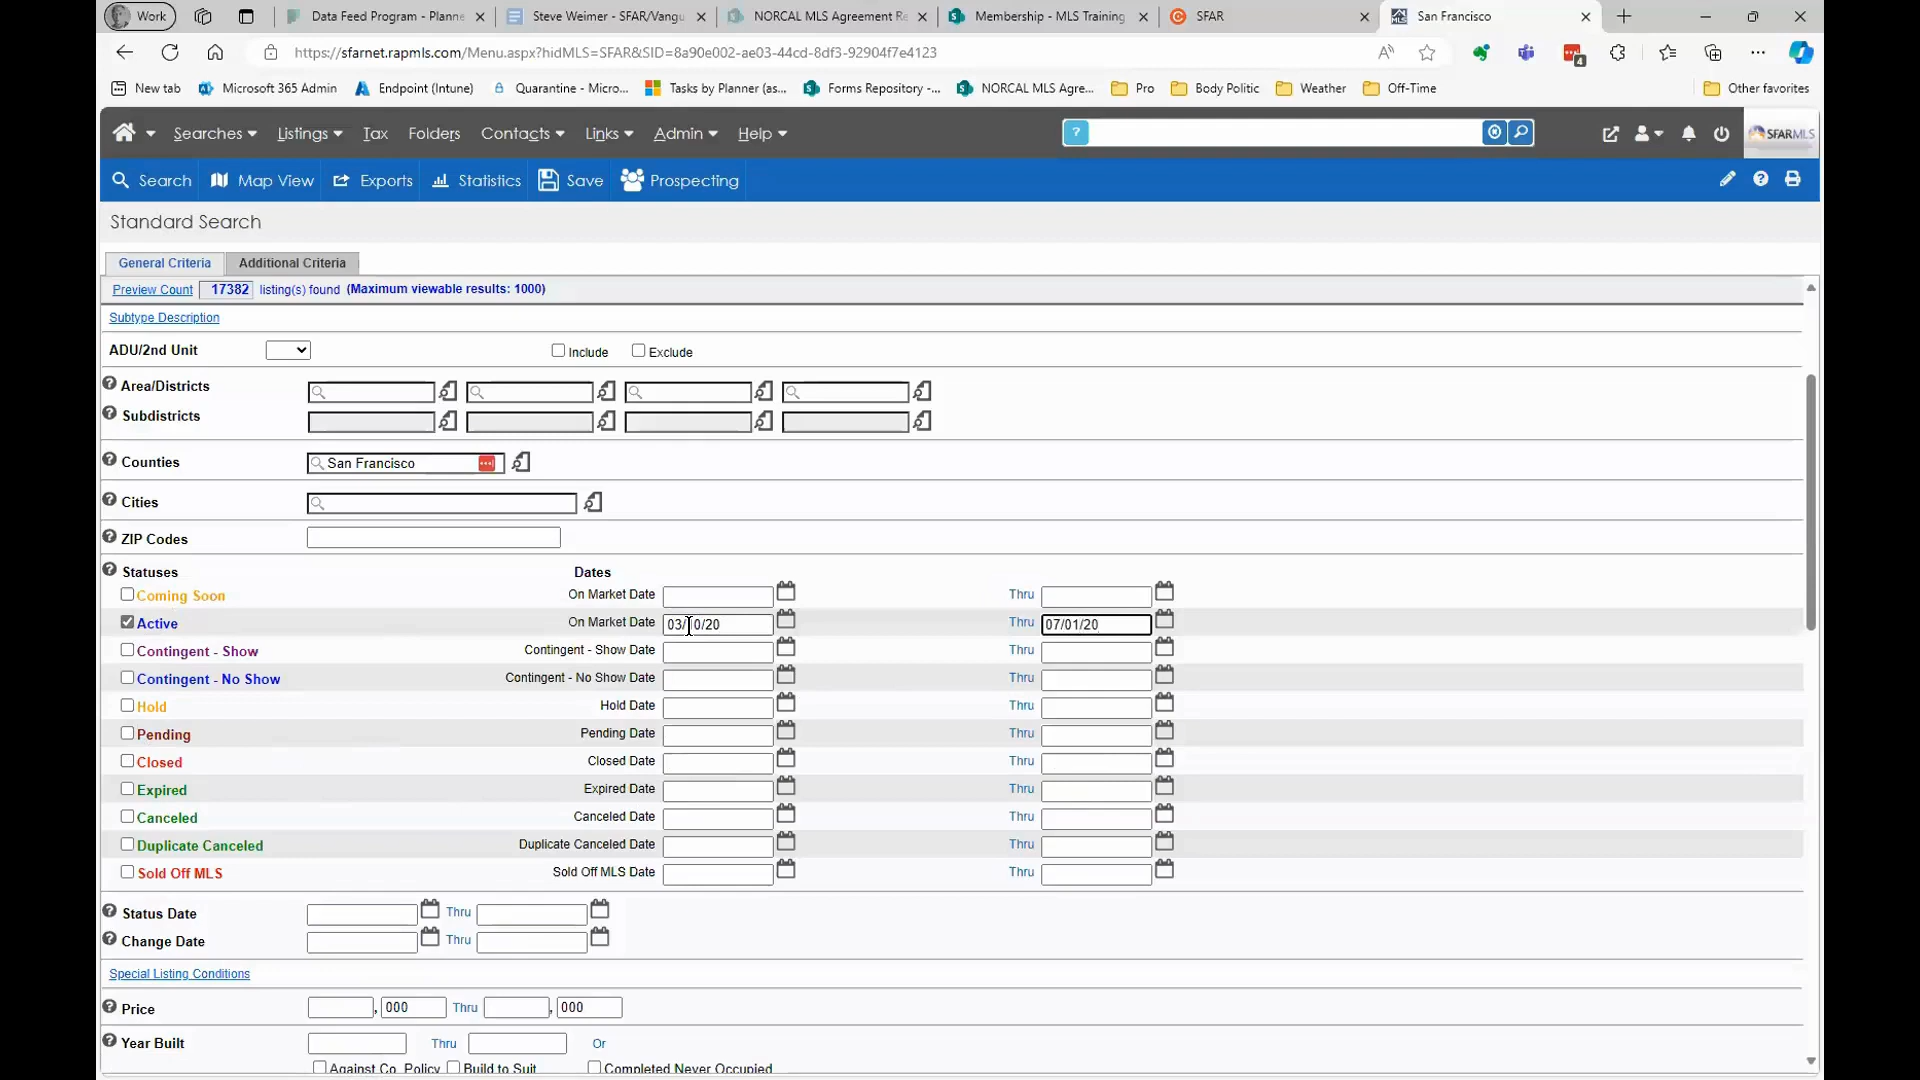 Work
Data Feed Program - Planne
Steve Weimer - SFAR/Vangu
NORCAL MLS Agreement Re
Membership - MLS Training
SFAR
San Francisco
https://sfarnet.rapmls.com/Menu.aspx?hidMLS=SFAR&SID=8a90e002-ae03-44cd-8df3-92904f7e4123
4
New tab
Microsoft 365 Admin
Endpoint (Intune)
Quarantine - Micro...
Tasks by Planner (as...
Forms Repository -...
NORCAL MLS Agre...
Pro
Body Politic
Weather
Off-Time
Other favorites
Searches
Listings
Tax
Folders
Contacts
Links
Admin
Help
?
SFARMLS
Search
Map View
Exports
Statistics
Save
Prospecting
Standard Search
General Criteria
Additional Criteria
Preview Count 17382 listing(s) found (Maximum viewable results: 1000)
Subtype Description
ADU/2nd Unit Include Exclude
Area/Districts
Subdistricts
Counties San Francisco
Cities
ZIP Codes
Statuses Dates
Coming Soon On Market Date Thru
Active On Market Date 03/ 0/20 Thru 07/01/20
Contingent - Show Contingent - Show Date Thru
Contingent - No Show Contingent - No Show Date Thru
Hold Hold Date Thru
Pending Pending Date Thru
Closed Closed Date Thru
Expired Expired Date Thru
Canceled Canceled Date Thru
Duplicate Canceled Duplicate Canceled Date Thru
Sold Off MLS Sold Off MLS Date Thru
Status Date Thru
Change Date Thru
Special Listing Conditions
Price , 000 Thru , 000
Year Built Thru Or
Against Co. Policy Build to Suit Completed Never Occupied